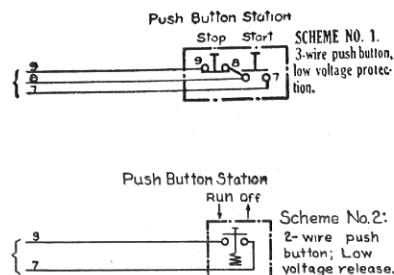 Push Button Station
Stop Start
SCHEME NO. 1.
3-wire push button,
low voltage protec-
tion.
9 8 7
9
8
7
Push Button Station
Run Off
Scheme No. 2:
2-wire push
button; Low
voltage release.
9
7